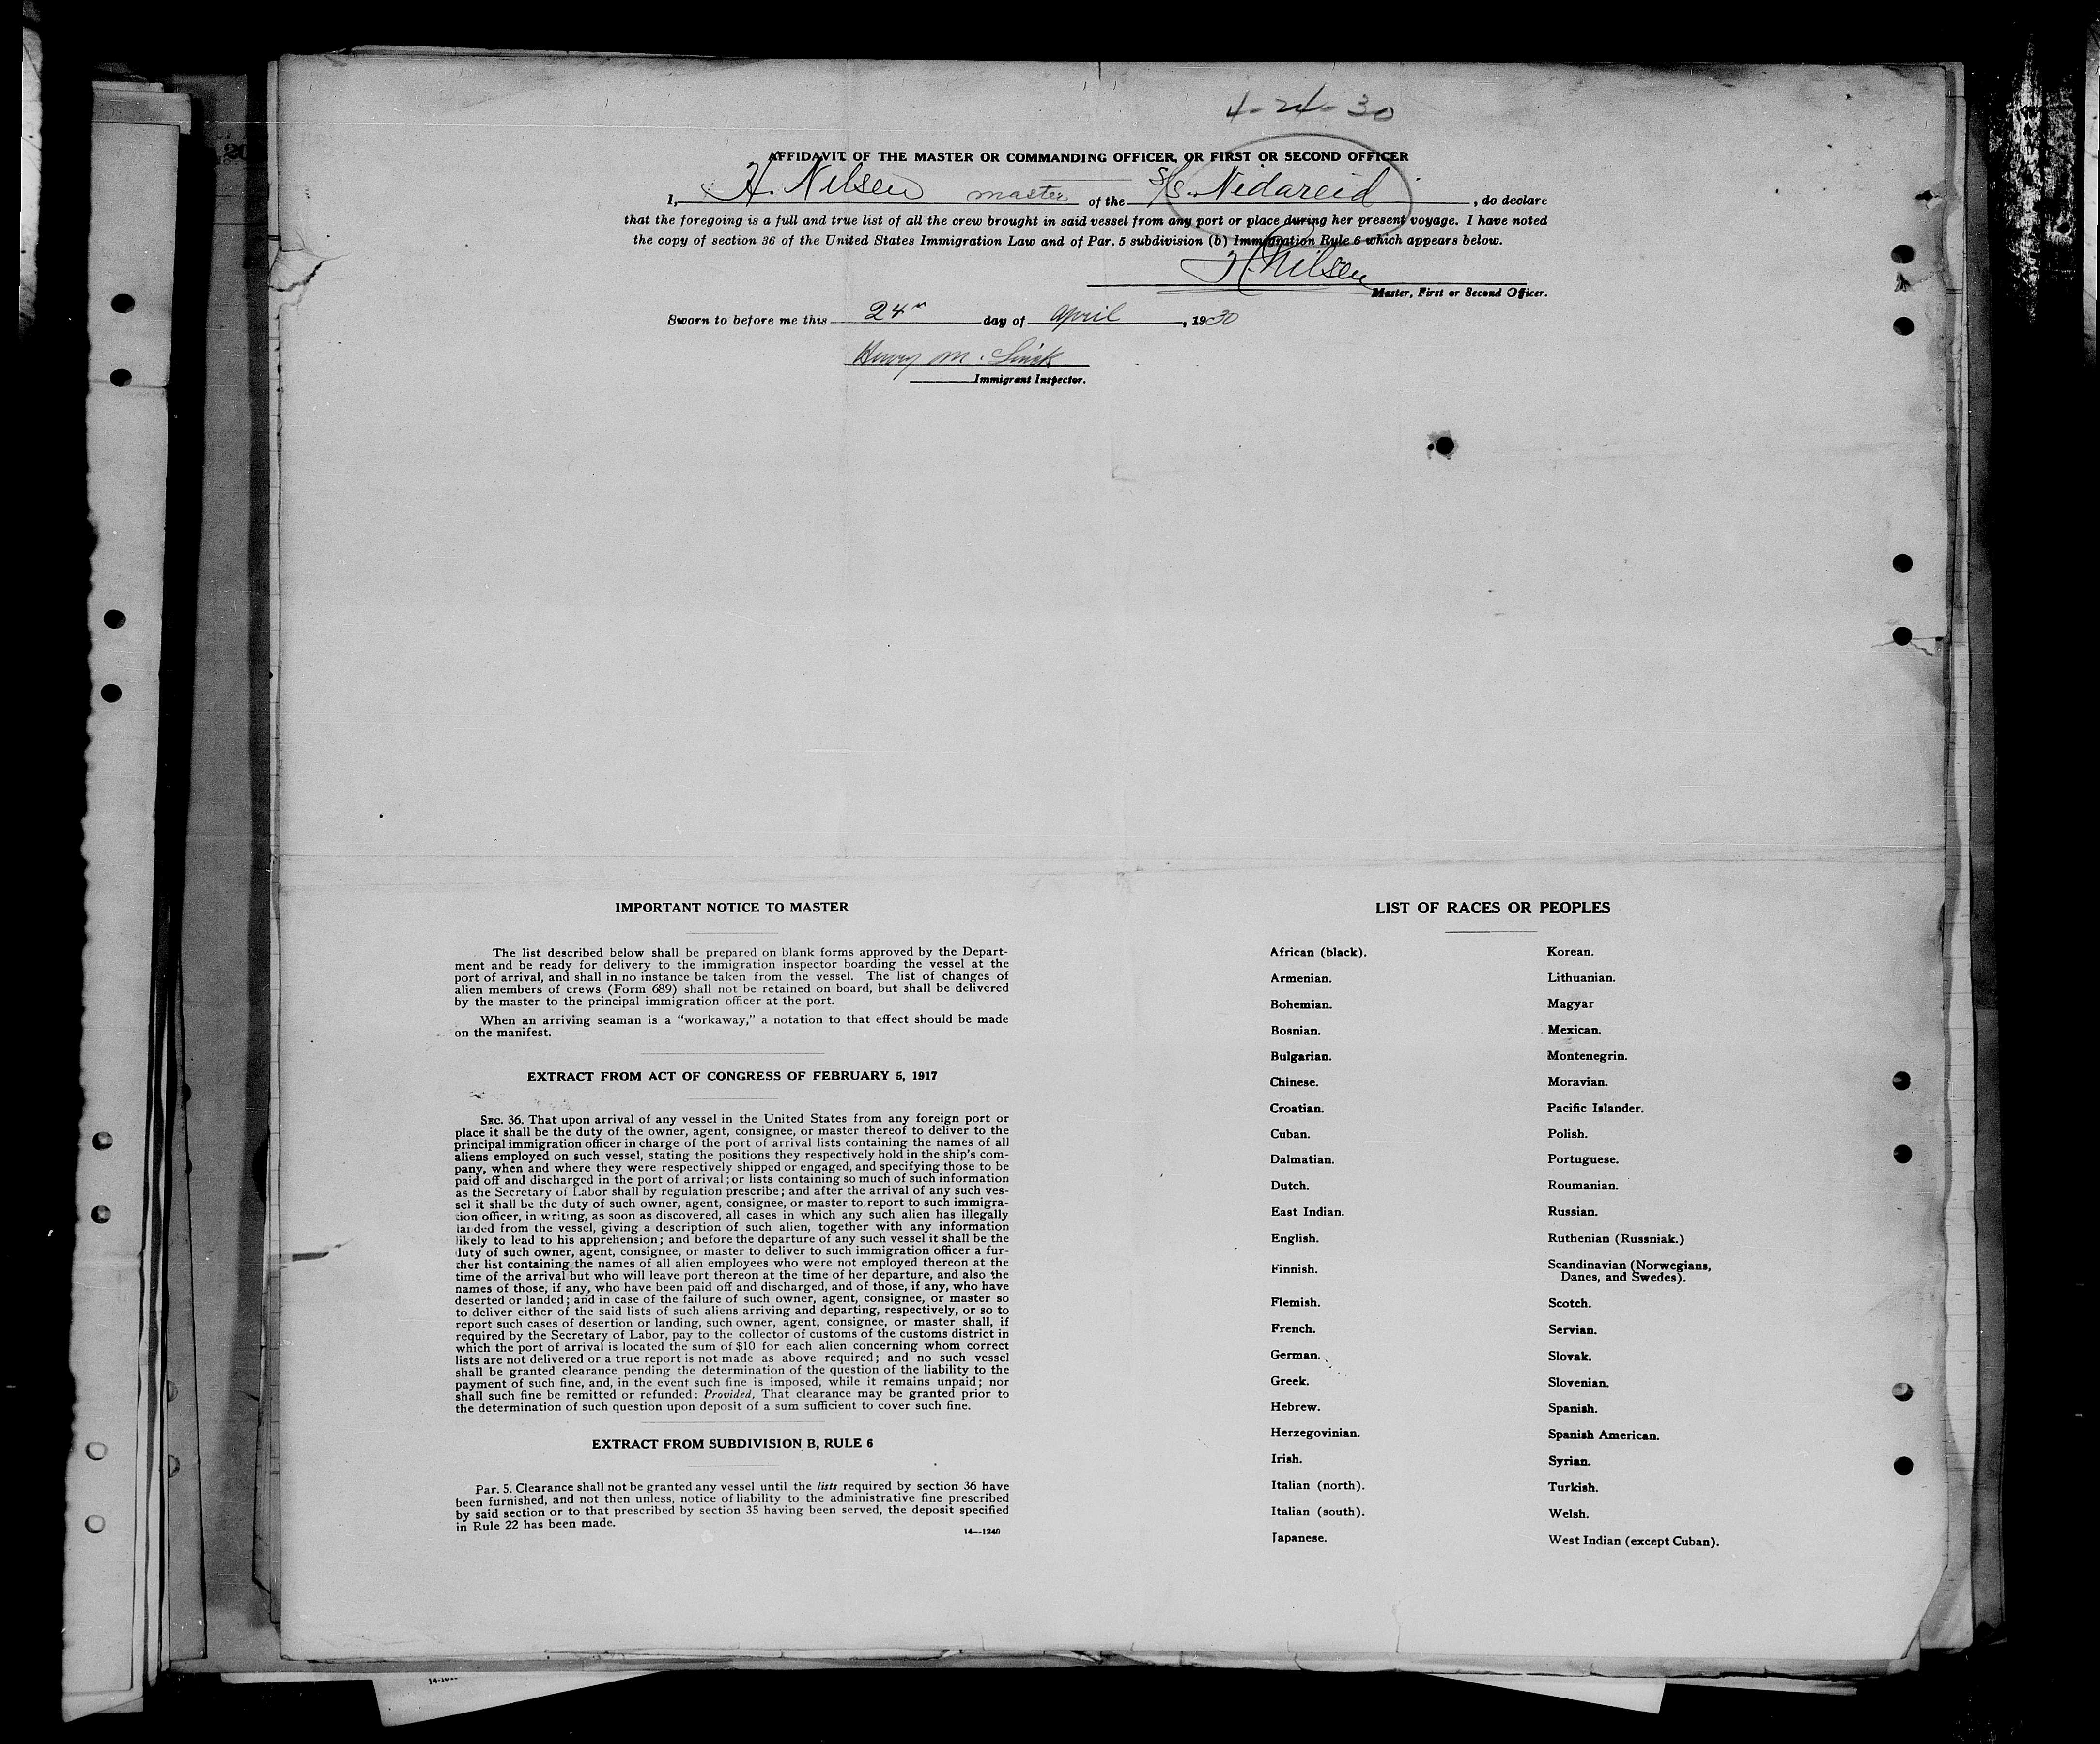 4-24-30
AFFIDAVIT OF THE MASTER OR COMMANDING OFFICER, OR FIRST OR SECOND OFFICER
I, H. Nilsen master of the S/S. Nidareid, do declare
that the foregoing is a full and true list of all the crew brought in said vessel from any port or place during her present voyage. I have noted
the copy of section 36 of the United States Immigration Law and of Par. 5 subdivision (b) Immigration Rule 6 which appears below.
H. Nilsen
Master, First or Second Officer.
Sworn to before me this 24th day of April, 1930
Henry M.
Immigrant Inspector.
IMPORTANT NOTICE TO MASTER
The list described below shall be prepared on blank forms approved by the Depart-
ment and be ready for delivery to the immigration inspector boarding the vessel at the
port of arrival, and shall in no instance be taken from the vessel. The list of changes of
alien members of crews (Form 689) shall not be retained on board, but shall be delivered
by the master to the principal immigration officer at the port.
When an arriving seaman is a "workaway," a notation to that effect should be made
on the manifest.
EXTRACT FROM ACT OF CONGRESS OF FEBRUARY 5, 1917
SEC. 36. That upon arrival of any vessel in the United States from any foreign port or
place it shall be the duty of the owner, agent, consignee, or master thereof to deliver to the
principal immigration officer in charge of the port of arrival lists containing the names of all
aliens employed on such vessel, stating the positions they respectively hold in the ship's com-
pany, when and where they were respectively shipped or engaged, and specifying those to be
paid off and discharged in the port of arrival; or lists containing so much of such information
as the Secretary of Labor shall by regulation prescribe; and after the arrival of any such ves-
sel it shall be the duty of such owner, agent, consignee, or master to report to such immigra-
tion officer, in writing, as soon as discovered, all cases in which any such alien has illegally
landed from the vessel, giving a description of such alien, together with any information
likely to lead to his apprehension; and before the departure of any such vessel it shall be the
duty of such owner, agent, consignee, or master to deliver to such immigration officer a fur-
ther list containing the names of all alien employees who were not employed thereon at the
time of the arrival but who will leave port thereon at the time of her departure, and also the
names of those, if any, who have been paid off and discharged, and of those, if any, who have
deserted or landed; and in case of the failure of such owner, agent, consignee, or master so
to deliver either of the said lists of such aliens arriving and departing, respectively, or so to
report such cases of desertion or landing, such owner, agent, consignee, or master shall, if
required by the Secretary of Labor, pay to the collector of customs of the customs district in
which the port of arrival is located the sum of $10 for each alien concerning whom correct
lists are not delivered or a true report is not made as above required; and no such vessel
shall be granted clearance pending the determination of the question of the liability to the
payment of such fine, and, in the event such fine is imposed, while it remains unpaid; nor
shall such fine be remitted or refunded: Provided, That clearance may be granted prior to
the determination of such question upon deposit of a sum sufficient to cover such fine.
EXTRACT FROM SUBDIVISION B, RULE 6
Par. 5. Clearance shall not be granted any vessel until the lists required by section 36 have
been furnished, and not then unless, notice of liability to the administrative fine prescribed
by said section or to that prescribed by section 35 having been served, the deposit specified
in Rule 22 has been made.
14—1240
LIST OF RACES OR PEOPLES
African (black).
Armenian.
Bohemian.
Bosnian.
Bulgarian.
Chinese.
Croatian.
Cuban.
Dalmatian.
Dutch.
East Indian.
English.
Finnish.
Flemish.
French.
German.
Greek.
Hebrew.
Herzegovinian.
Irish.
Italian (north).
Italian (south).
Japanese.
Korean.
Lithuanian.
Magyar
Mexican.
Montenegrin.
Moravian.
Pacific Islander.
Polish.
Portuguese.
Roumanian.
Russian.
Ruthenian (Russniak.)
Scandinavian (Norwegians,
Danes, and Swedes).
Scotch.
Servian.
Slovak.
Slovenian.
Spanish.
Spanish American.
Syrian.
Turkish.
Welsh.
West Indian (except Cuban).